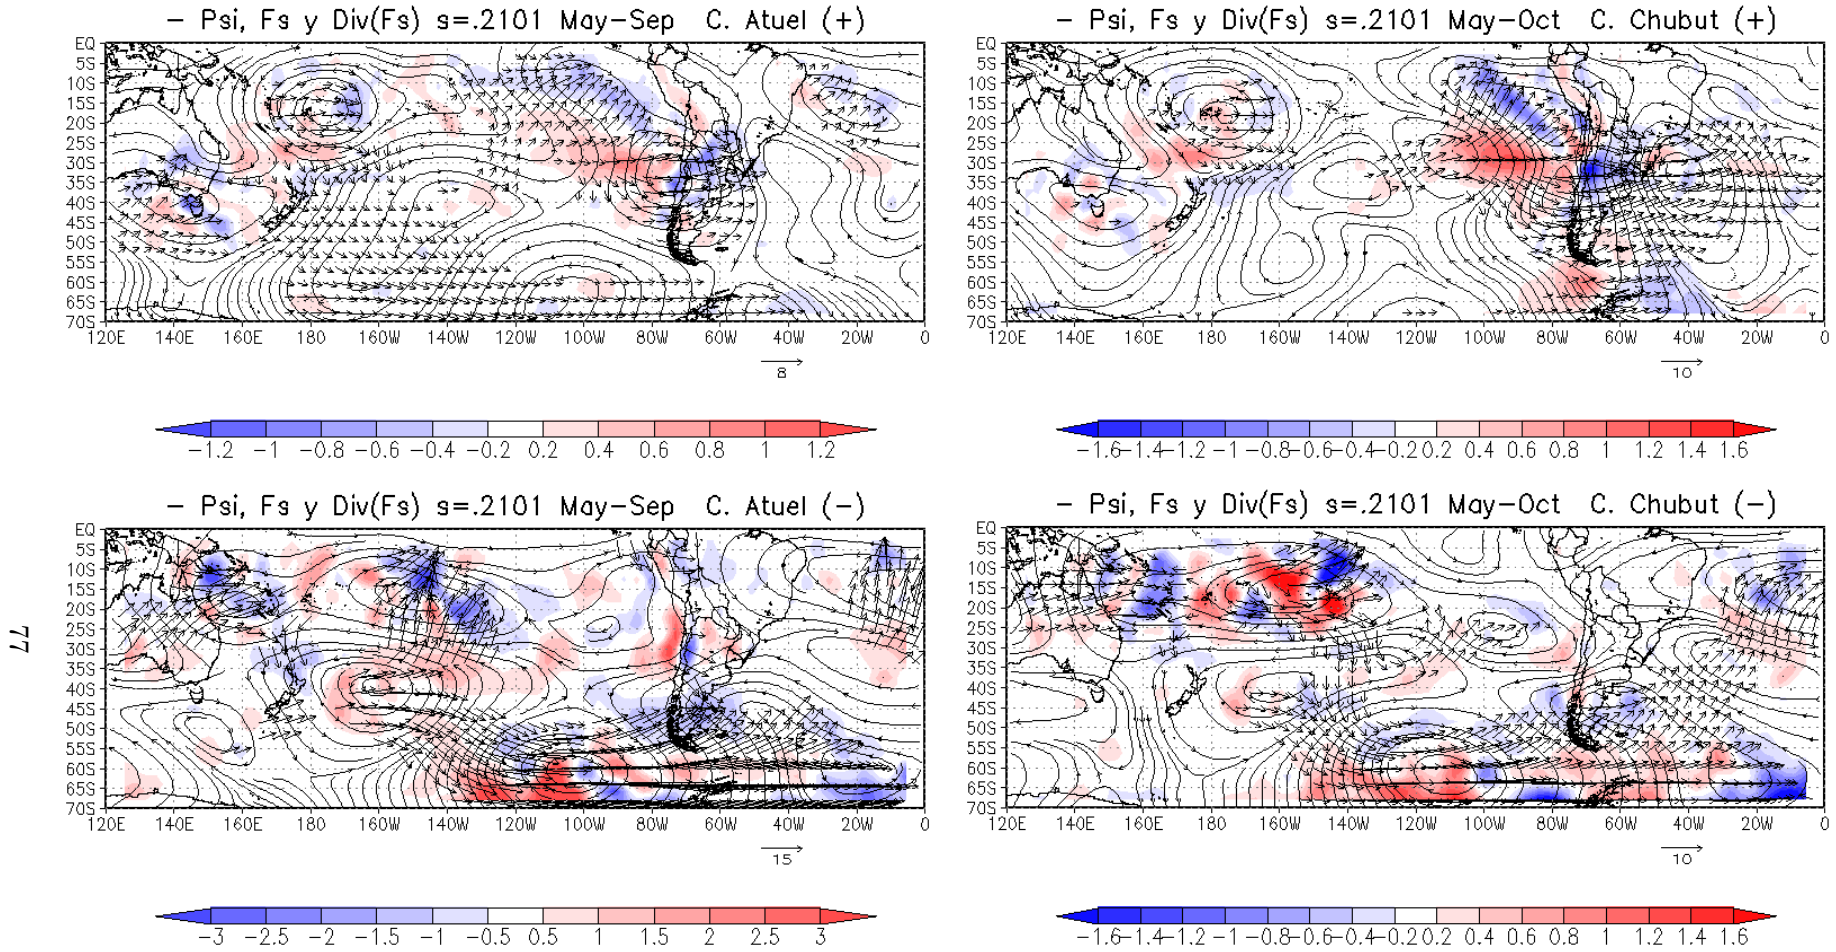 - Psi, Fs y Div(Fs) s=.2101 May-Sep C. Atuel (+)
EQ
5S
10S
15S
20S
25S
30S
35S
40S
45S
50S
55S
60S
65S
70S
120E 140E 160E 180 160W 140W 120W 100W 80W 60W 40W 20W 0
8
-1.2 -1 -0.8 -0.6 -0.4 -0.2 0.2 0.4 0.6 0.8 1 1.2
- Psi, Fs y Div(Fs) s=.2101 May-Oct C. Chubut (+)
EQ
5S
10S
15S
20S
25S
30S
35S
40S
45S
50S
55S
60S
65S
70S
120E 140E 160E 180 160W 140W 120W 100W 80W 60W 40W 20W 0
10
-1.6 -1.4 -1.2 -1 -0.8 -0.6 -0.4 -0.2 0.2 0.4 0.6 0.8 1 1.2 1.4 1.6
- Psi, Fs y Div(Fs) s=.2101 May-Sep C. Atuel (-)
EQ
5S
10S
15S
20S
25S
30S
35S
40S
45S
50S
55S
60S
65S
70S
120E 140E 160E 180 160W 140W 120W 100W 80W 60W 40W 20W 0
15
-3 -2.5 -2 -1.5 -1 -0.5 0.5 1 1.5 2 2.5 3
- Psi, Fs y Div(Fs) s=.2101 May-Oct C. Chubut (-)
EQ
5S
10S
15S
20S
25S
30S
35S
40S
45S
50S
55S
60S
65S
70S
120E 140E 160E 180 160W 140W 120W 100W 80W 60W 40W 20W 0
10
-1.6 -1.4 -1.2 -1 -0.8 -0.6 -0.4 -0.2 0.2 0.4 0.6 0.8 1 1.2 1.4 1.6
77